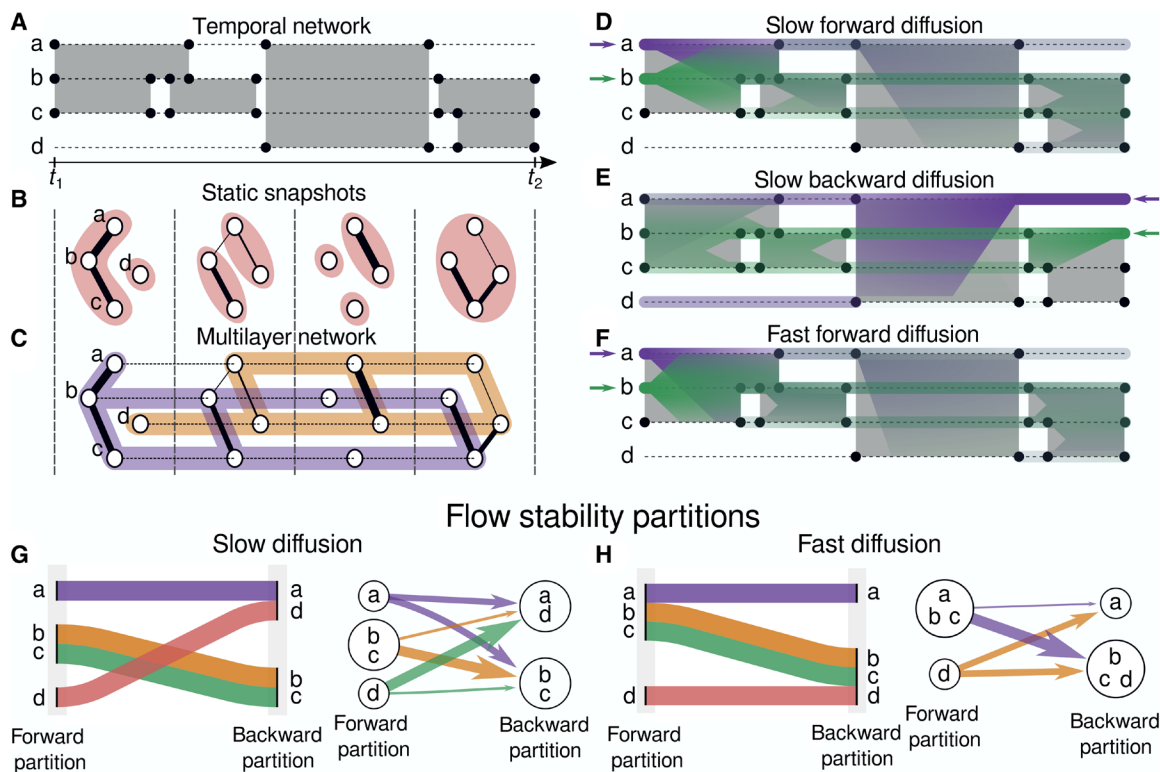 A
Temporal network
a
b
c
d
t1
t2
B
Static snapshots
a
b
d
c
C
Multilayer network
a
b
d
c
D
Slow forward diffusion
a
b
c
d
E
Slow backward diffusion
a
b
c
d
F
Fast forward diffusion
a
b
c
d
Flow stability partitions
G
Slow diffusion
a
b
c
d
a
d
b
c
Forward
partition
Backward
partition
a
b
c
d
a
d
b
c
Forward
partition
Backward
partition
H
Fast diffusion
a
b
c
d
a
b
c
d
Forward
partition
Backward
partition
a
b c
d
a
b
c d
Forward
partition
Backward
partition